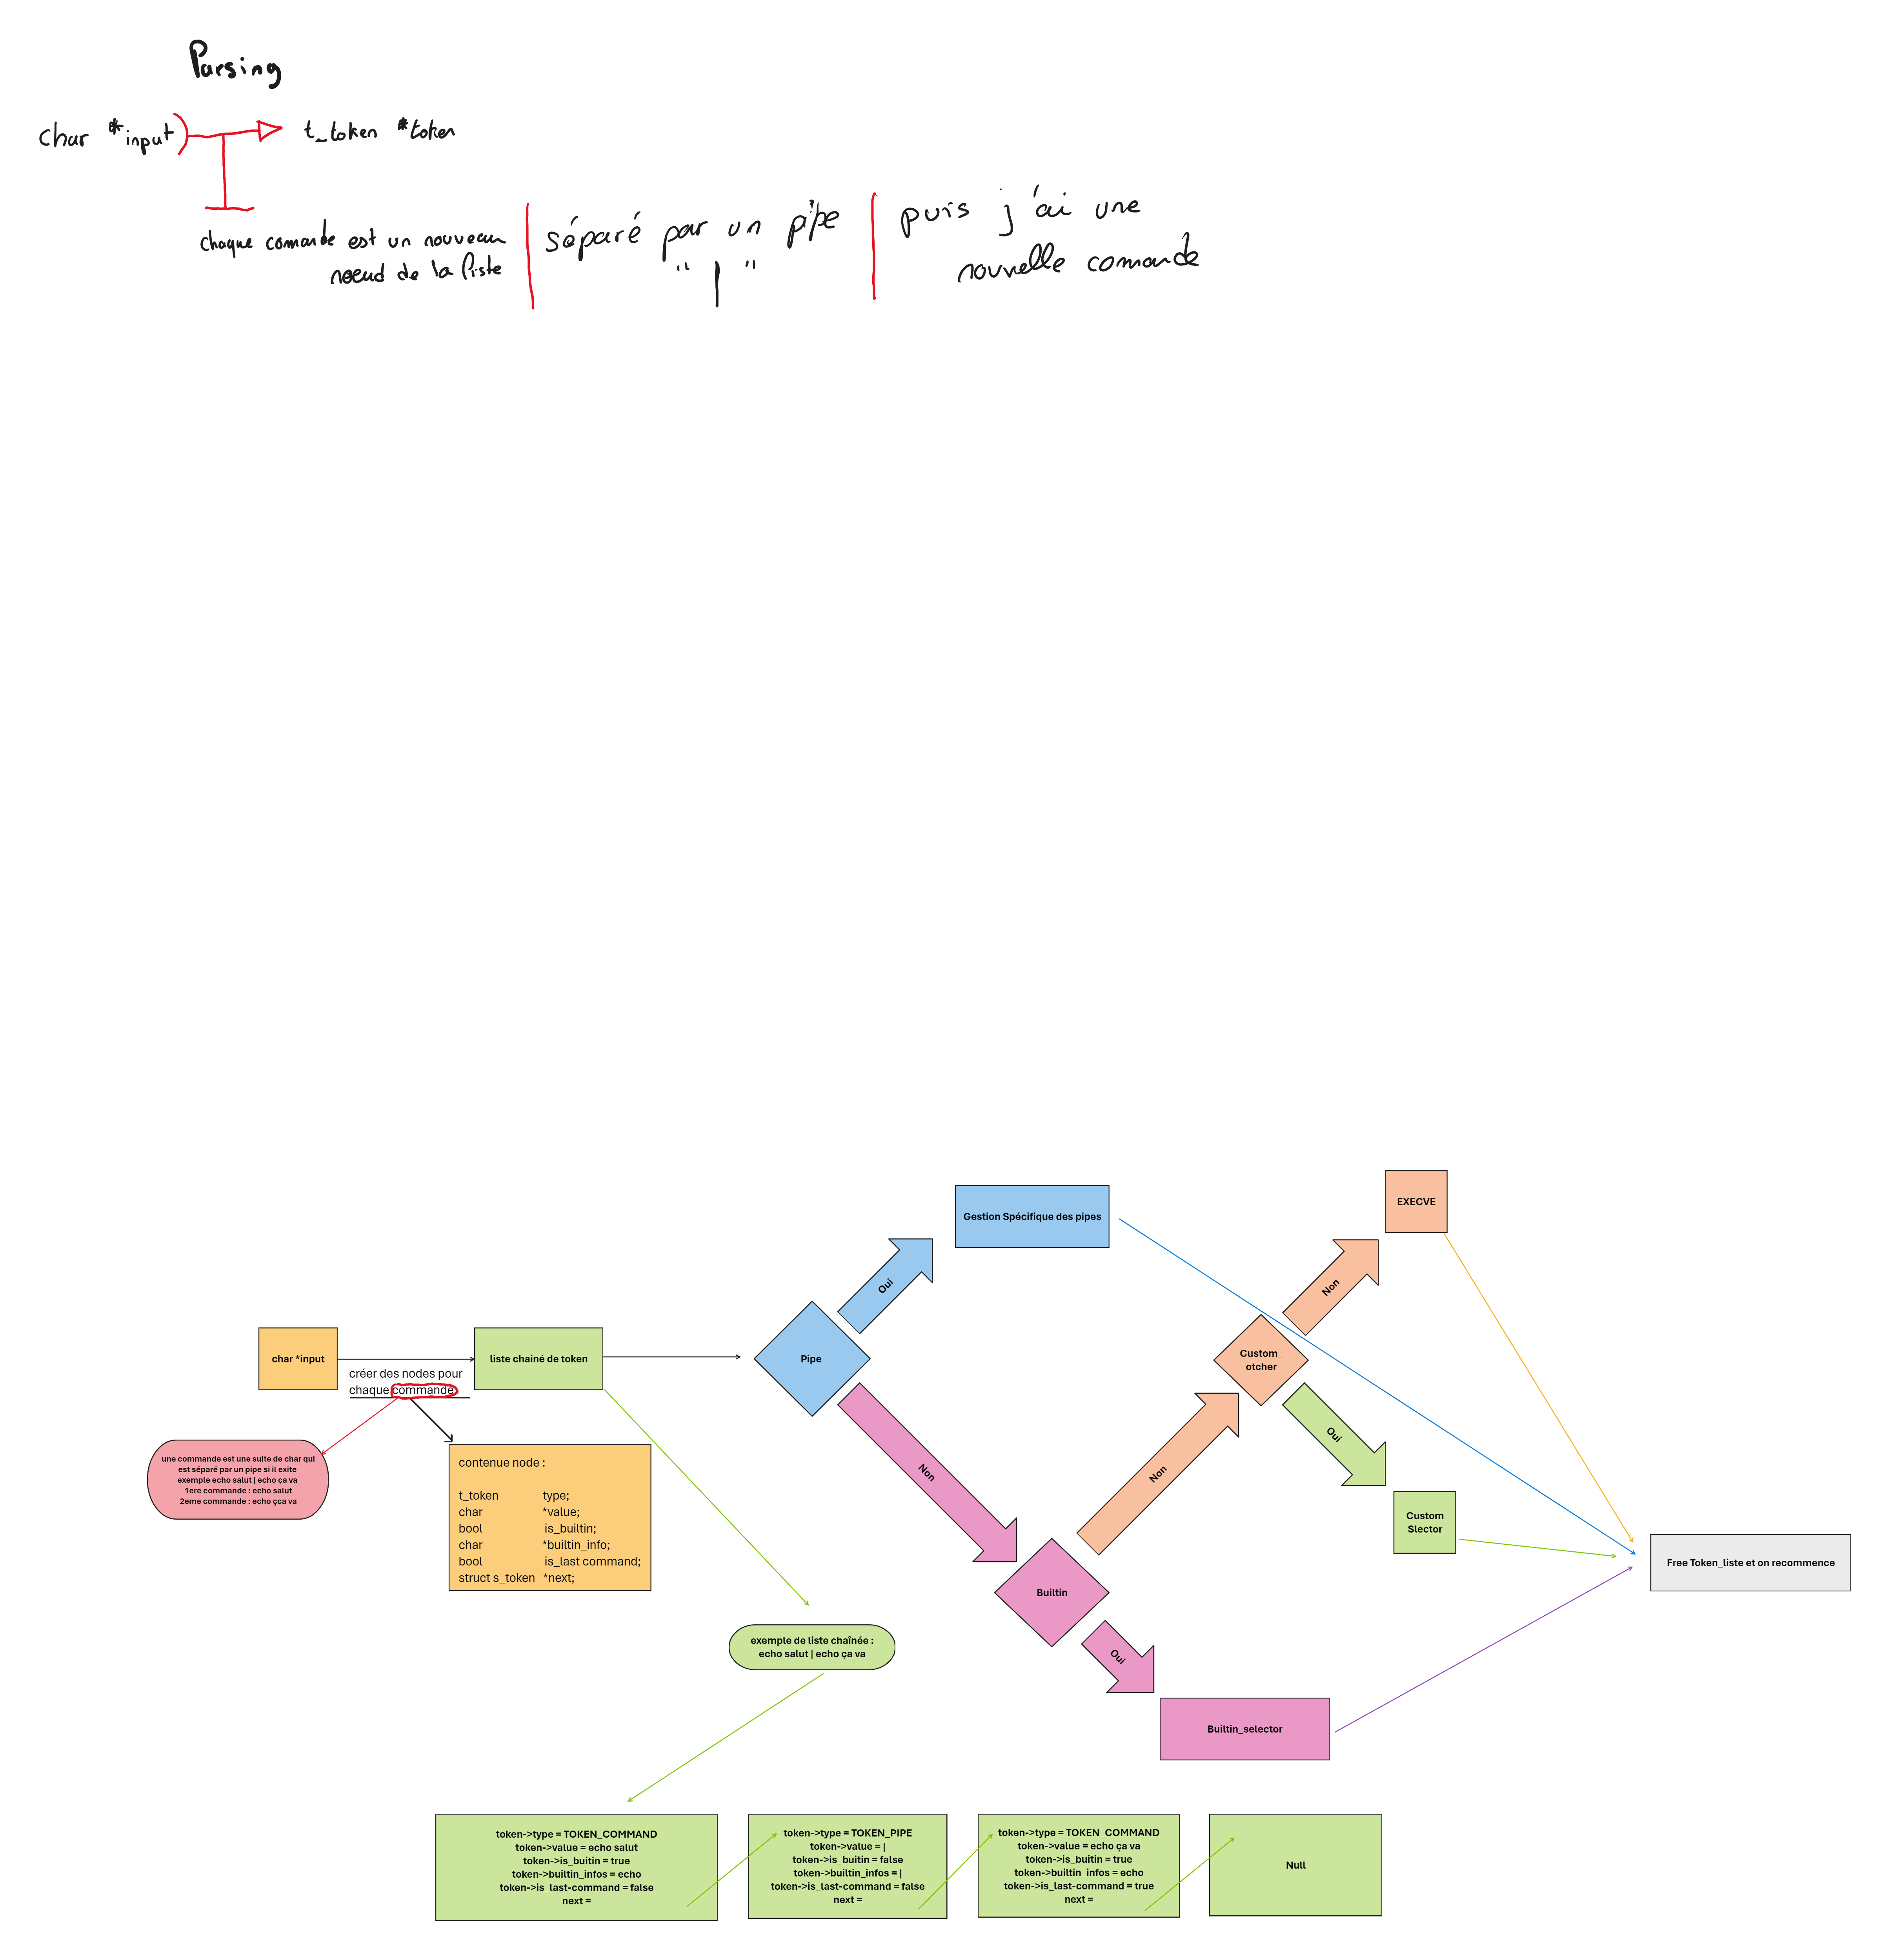 Parsing
char *input
t_token *token
chaque comande est un nouveau
noeud de la liste
séparé par un pipe
" | "
puis j'ai une
nouvelle comande
EXECVE
Gestion Spécifique des pipes
Oui
Non
char *input
liste chainé de token
Pipe
Custom_
otcher
créer des nodes pour
chaque commande
Oui
une commande est une suite de char qui
est séparé par un pipe si il exite
exemple echo salut | echo ça va
1ere commande : echo salut
2eme commande : echo çca va
contenue node :
t_token type;
char *value;
bool is_builtin;
char *builtin_info;
bool is_last command;
struct s_token *next;
Non
Non
Custom
Slector
Free Token_liste et on recommence
Builtin
exemple de liste chaînée :
echo salut | echo ça va
Oui
Builtin_selector
token->type = TOKEN_COMMAND
token->value = echo salut
token->is_buitin = true
token->builtin_infos = echo
token->is_last-command = false
next =
token->type = TOKEN_PIPE
token->value = |
token->is_buitin = false
token->builtin_infos = |
token->is_last-command = false
next =
token->type = TOKEN_COMMAND
token->value = echo ça va
token->is_buitin = true
token->builtin_infos = echo
token->is_last-command = true
next =
Null